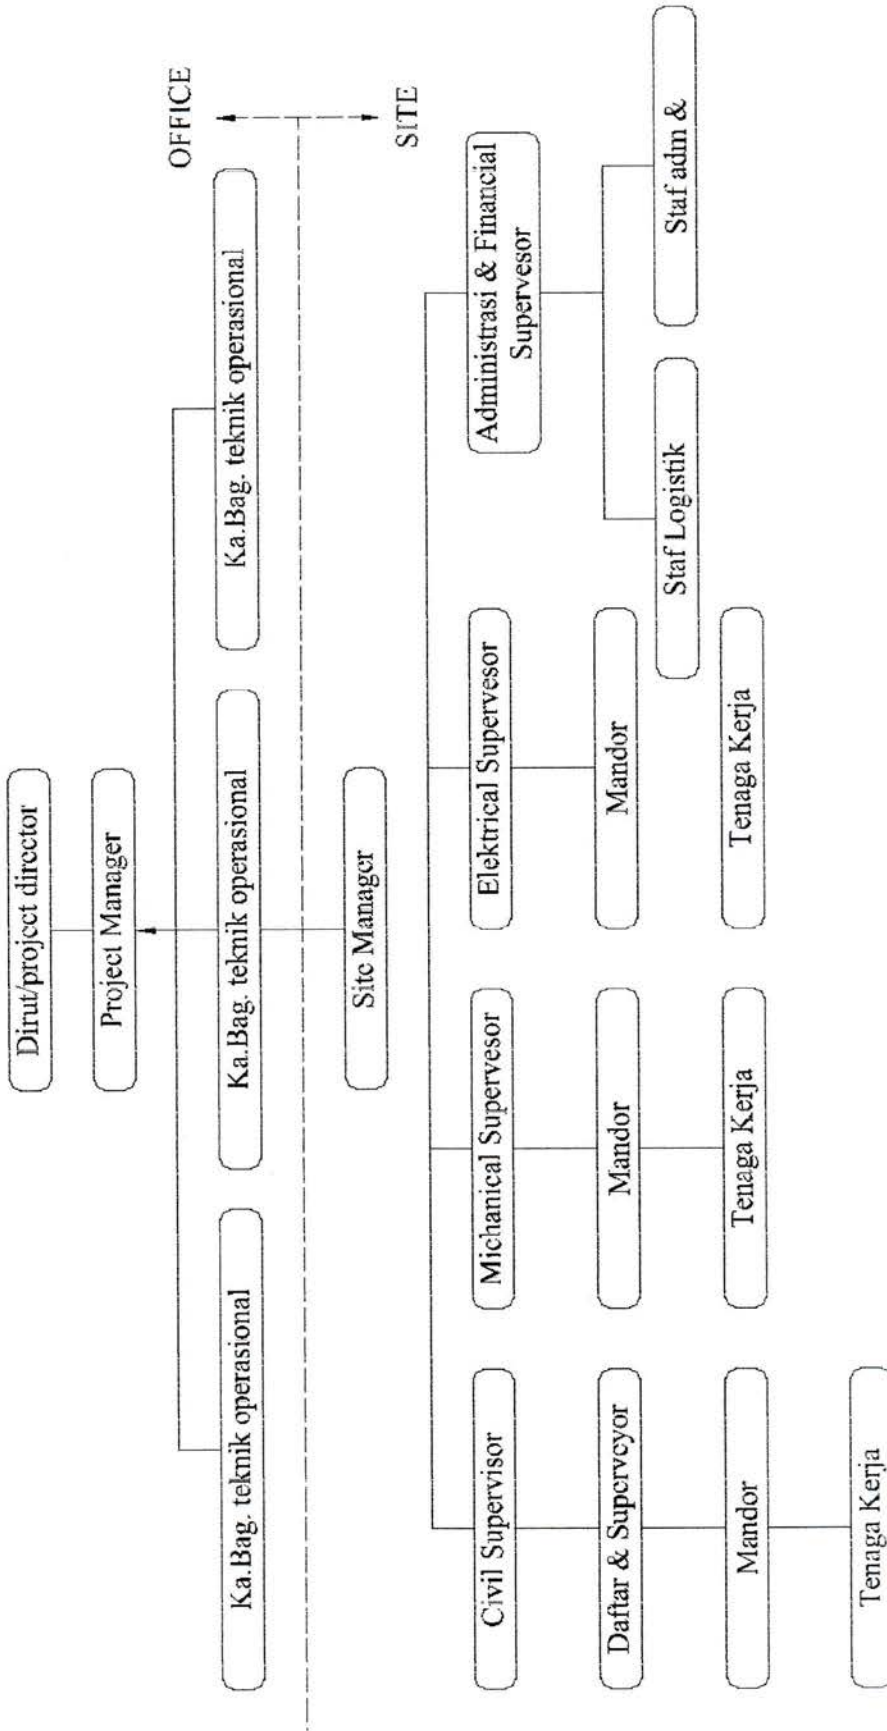 Dirut/project director
Project Manager
OFFICE
Ka.Bag. teknik operasional
Ka.Bag. teknik operasional
Ka.Bag. teknik operasional
SITE
Site Manager
Civil Supervisor
Michanical Supervesor
Elektrical Supervesor
Administrasi & Financial
Supervesor
Daftar & Superveyor
Mandor
Mandor
Staf Logistik
Staf adm &
Mandor
Tenaga Kerja
Tenaga Kerja
Tenaga Kerja